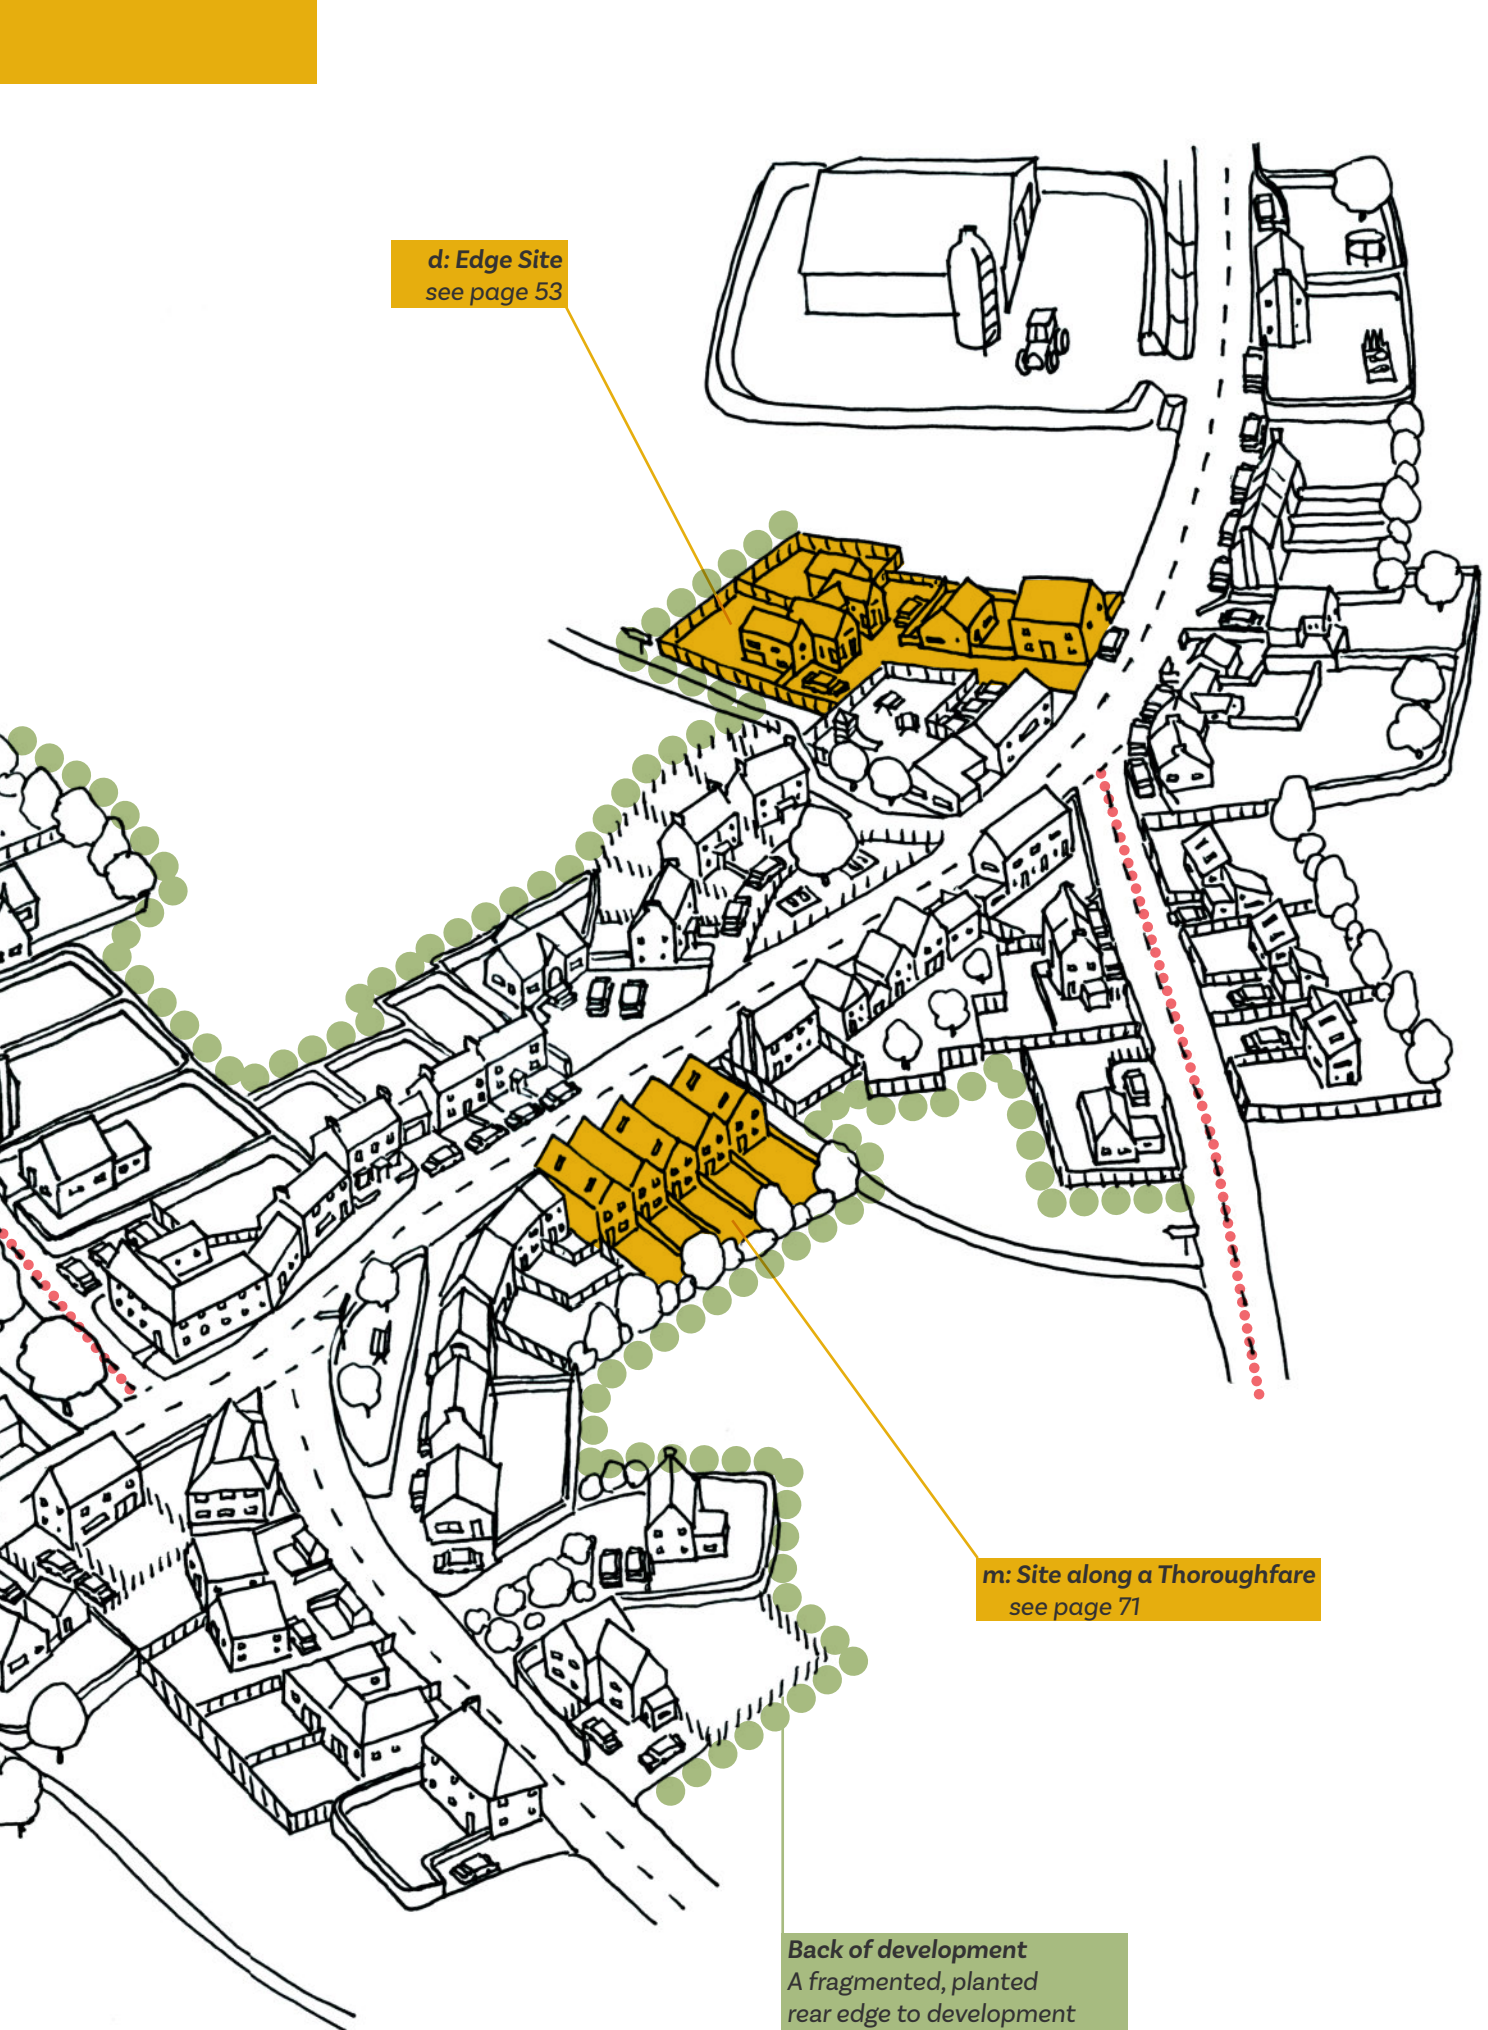 d: Edge Site
see page 53
m: Site along a Thoroughfare
see page 71
Back of development
A fragmented, planted
rear edge to development